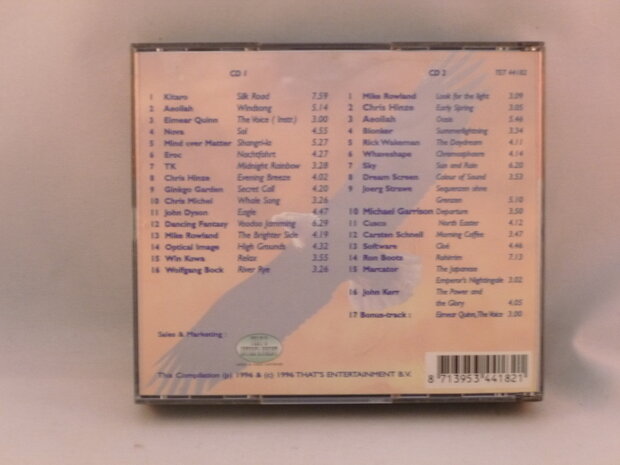 CD 1
1 Kitaro Silk Road 7.59
2 Aeoliah Windsong 5.14
3 Eimear Quinn The Voice ( Instr.) 3.00
4 Nova Sol 4.55
5 Mind over Matter Shangri-la 5.27
6 Eroc Nachtfahrt 4.27
7 TK Midnight Rainbow 3.28
8 Chris Hinze Evening Breeze 4.02
9 Ginkgo Garden Secret Call 4.20
10 Chris Michel Whale Song 3.26
11 John Dyson Eagle 4.47
12 Dancing Fantasy Voodoo Jamming 6.29
13 Mike Rowland The Brighter Side 4.19
14 Optical Image High Grounds 4.32
15 Win Kowa Relax 3.55
16 Wolfgang Bock River Rye 3.26
Sales & Marketing :
CD 2 TET 44182
1 Mike Rowland Look for the light 3.09
2 Chris Hinze Early Spring 3.05
3 Aeoliah Oasis 5.46
4 Blonker Summerlightning 3.34
5 Rick Wakeman The Daydream 4.11
6 Waveshape Chromosphere 4.14
7 Sky Sun and Rain 6.20
8 Dream Screen Colour of Sound 3.53
9 Joerg Strawe Sequenzen ohne
Grenzen 5.10
10 Michael Garrison Departure 3.50
11 Cusco North Easter 4.12
12 Carsten Schnell Morning Coffee 3.47
13 Software 4.46
14 Ron Boots 7.13
15 Mercator The Japanese
Emperor's Nightingale 3.02
16 John Kerr The Power and
the Glory 4.05
17 Bonus-track : Eimear Quinn, The Voice 3.00
This Compilation (p) 1996 & (c) 1996 THAT'S ENTERTAINMENT B.V.
8 713953 441821